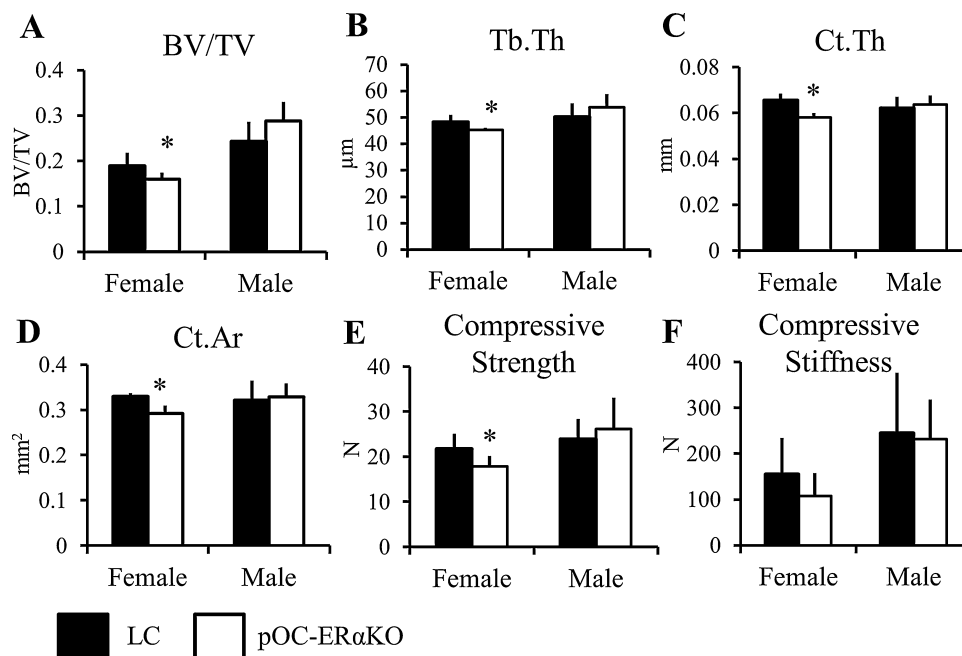 A
BV/TV
0.4
0.3
0.2
0.1
0
BV/TV
*
Female Male
B
Tb.Th
70
60
50
40
30
20
10
0
µm
*
Female Male
C
Ct.Th
0.08
0.06
0.04
0.02
0
mm
*
Female Male
D
Ct.Ar
0.4
0.3
0.2
0.1
0
mm²
*
Female Male
E
Compressive
Strength
40
30
20
10
0
N
*
Female Male
F
Compressive
Stiffness
400
300
200
100
0
N
Female Male
LC pOC-ERαKO